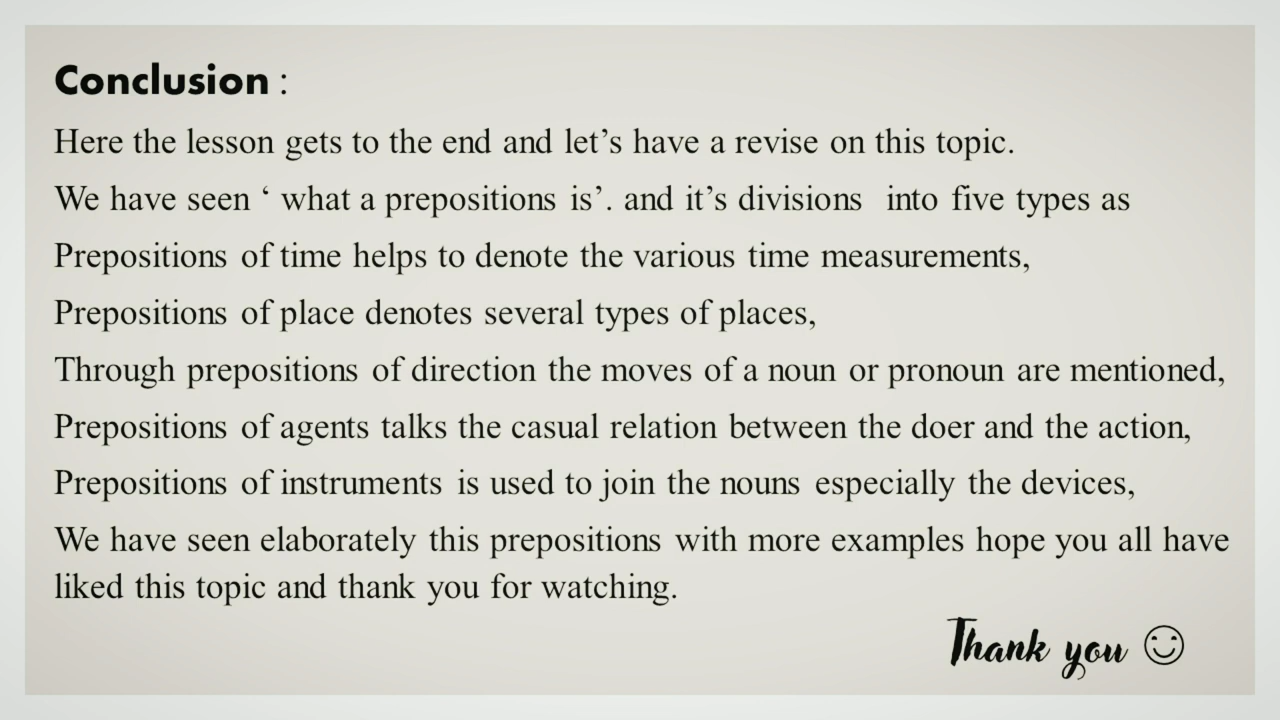 Conclusion :
Here the lesson gets to the end and let’s have a revise on this topic.
We have seen ‘ what a prepositions is’. and it’s divisions into five types as
Prepositions of time helps to denote the various time measurements,
Prepositions of place denotes several types of places,
Through prepositions of direction the moves of a noun or pronoun are mentioned,
Prepositions of agents talks the casual relation between the doer and the action,
Prepositions of instruments is used to join the nouns especially the devices,
We have seen elaborately this prepositions with more examples hope you all have
liked this topic and thank you for watching.
Thank you ☺